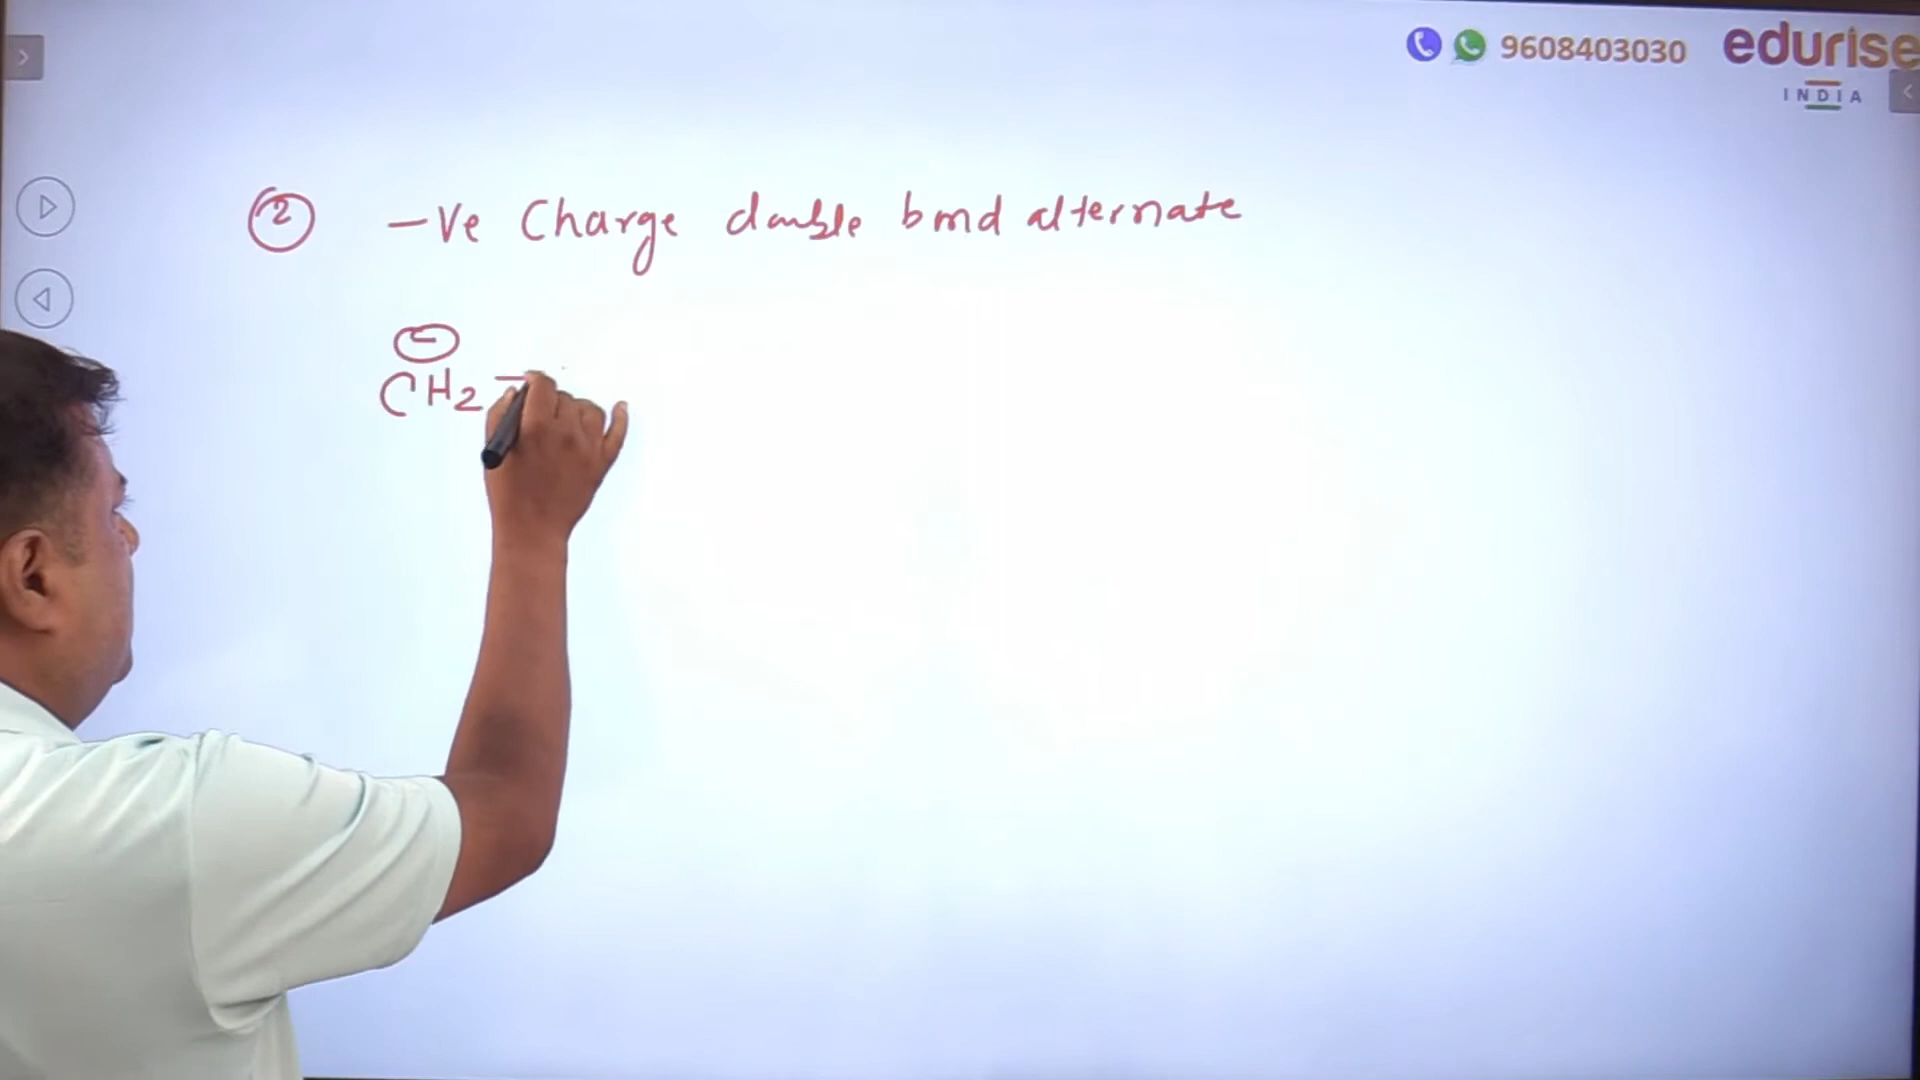 9608403030 edurise
INDIA
② -Ve Charge double bond alternate
⊖
CH2 -